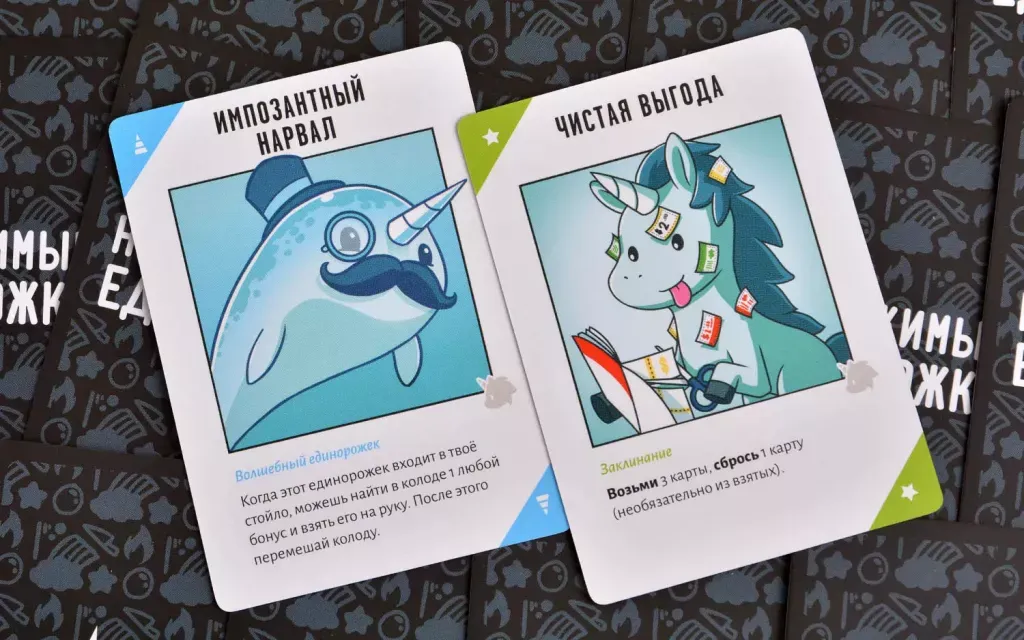 ИМПОЗАНТНЫЙ
НАРВАЛ
Волшебный единорожек
Когда этот единорожек входит в твоё
стойло, можешь найти в колоде 1 любой
бонус и взять его на руку. После этого
перемешай колоду.
ЧИСТАЯ ВЫГОДА
$2
Заклинание
Возьми 3 карты, сбрось 1 карту
(необязательно из взятых).